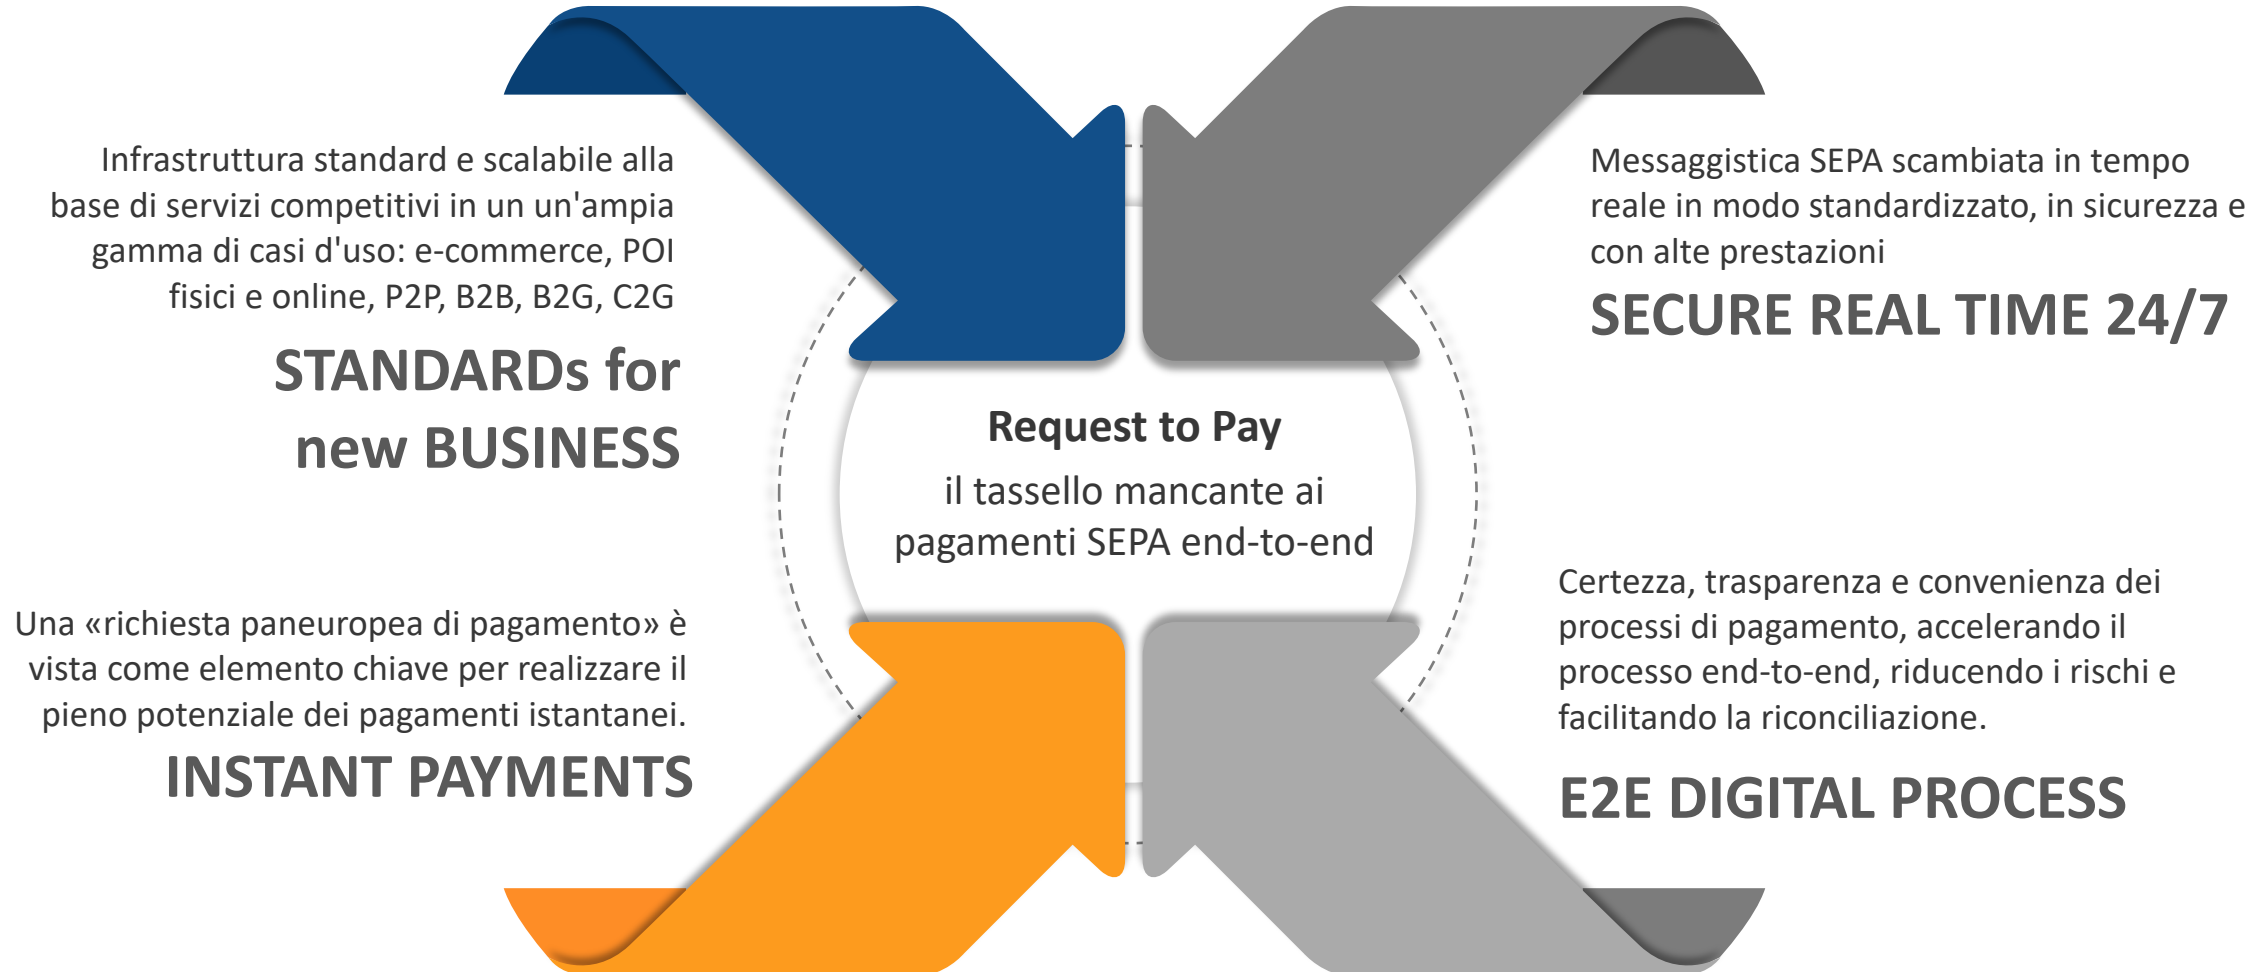 Infrastruttura standard e scalabile alla
base di servizi competitivi in un un'ampia
gamma di casi d'uso: e-commerce, POI
fisici e online, P2P, B2B, B2G, C2G
STANDARDs for
new BUSINESS
Messaggistica SEPA scambiata in tempo
reale in modo standardizzato, in sicurezza e
con alte prestazioni
SECURE REAL TIME 24/7
Request to Pay
il tassello mancante ai
pagamenti SEPA end-to-end
Una «richiesta paneuropea di pagamento» è
vista come elemento chiave per realizzare il
pieno potenziale dei pagamenti istantanei.
INSTANT PAYMENTS
Certezza, trasparenza e convenienza dei
processi di pagamento, accelerando il
processo end-to-end, riducendo i rischi e
facilitando la riconciliazione.
E2E DIGITAL PROCESS